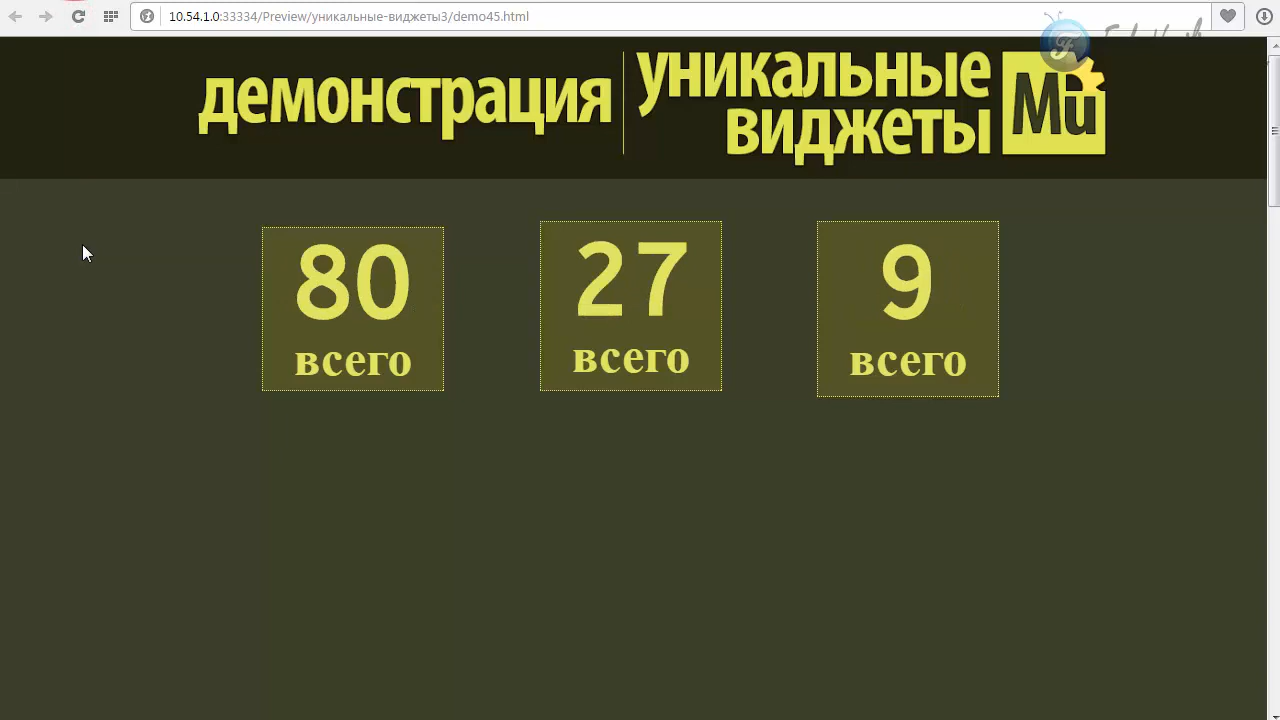 10.54.1.0:33334/Preview/уникальные-виджеты3/demo45.html
демонстрация
уникальные
виджеты
Mu
80
всего
27
всего
9
всего